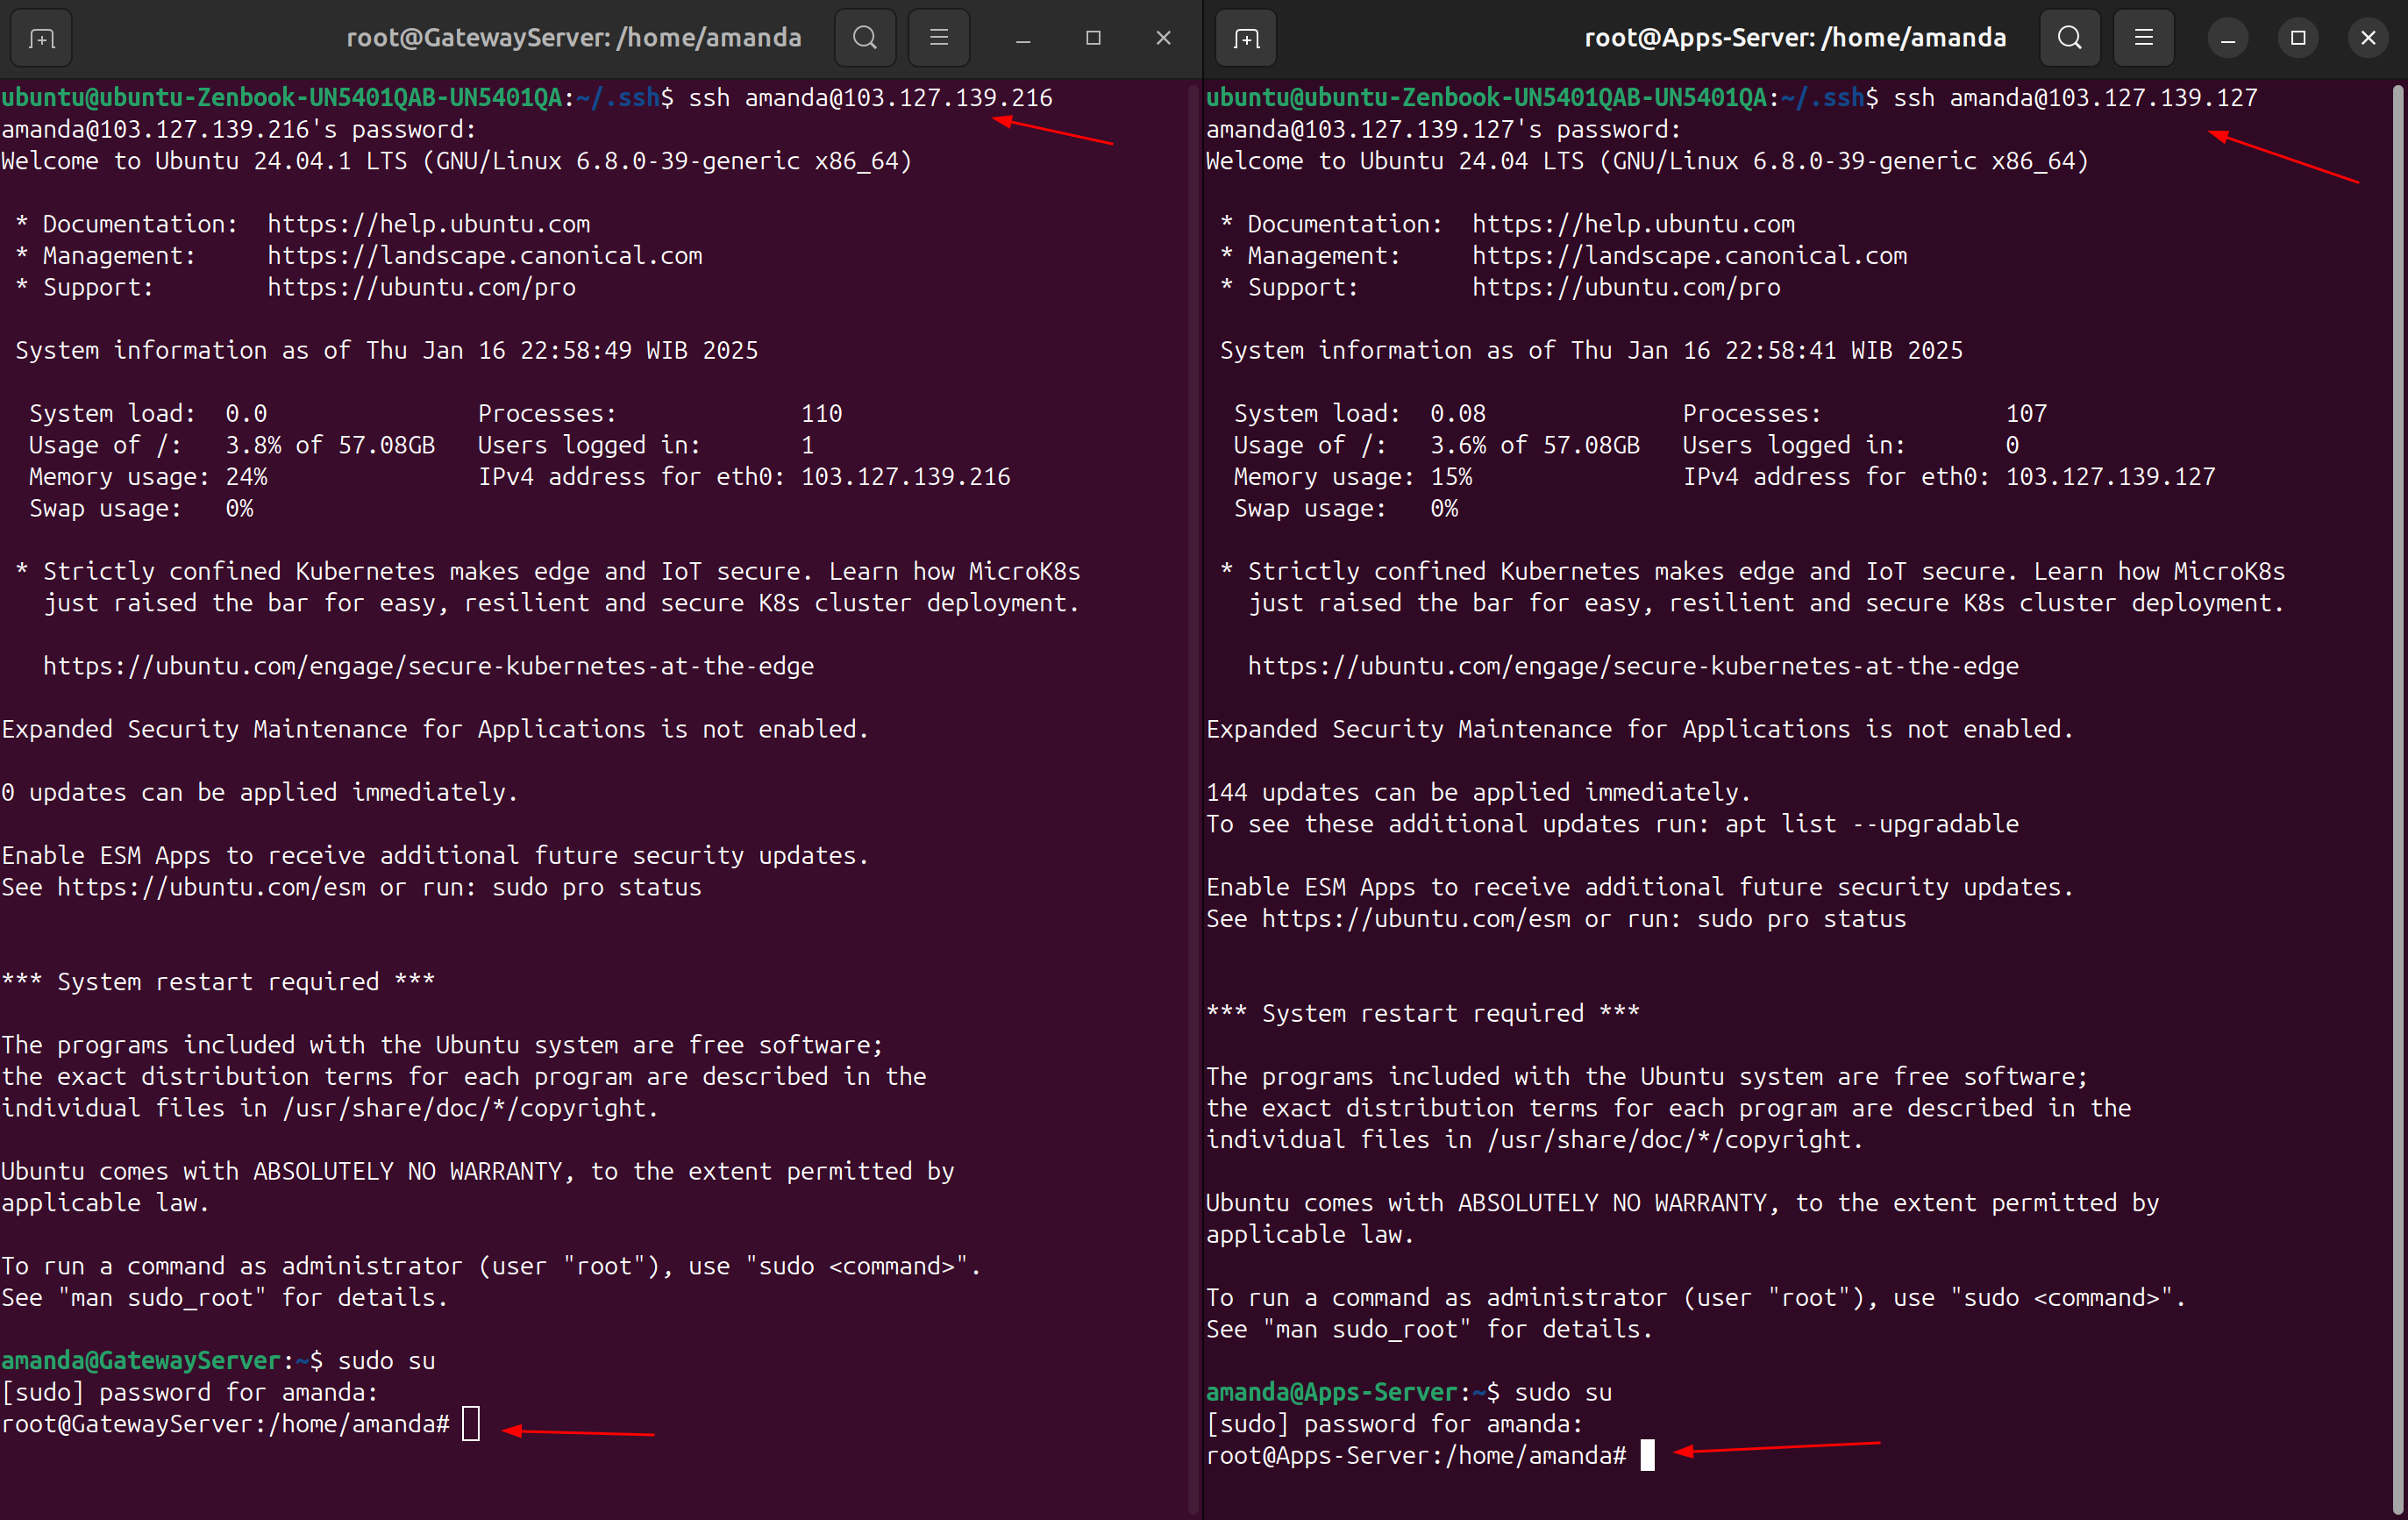 root@GatewayServer: /home/amanda
ubuntu@ubuntu-Zenbook-UN5401QAB-UN5401QA:~/.ssh$ ssh amanda@103.127.139.216
amanda@103.127.139.216's password:
Welcome to Ubuntu 24.04.1 LTS (GNU/Linux 6.8.0-39-generic x86_64)
* Documentation:  https://help.ubuntu.com
* Management:     https://landscape.canonical.com
* Support:        https://ubuntu.com/pro
System information as of Thu Jan 16 22:58:49 WIB 2025
System load:  0.0               Processes:             110
Usage of /:   3.8% of 57.08GB   Users logged in:       1
Memory usage: 24%               IPv4 address for eth0: 103.127.139.216
Swap usage:   0%
* Strictly confined Kubernetes makes edge and IoT secure. Learn how MicroK8s
just raised the bar for easy, resilient and secure K8s cluster deployment.
https://ubuntu.com/engage/secure-kubernetes-at-the-edge
Expanded Security Maintenance for Applications is not enabled.
0 updates can be applied immediately.
Enable ESM Apps to receive additional future security updates.
See https://ubuntu.com/esm or run: sudo pro status
*** System restart required ***
The programs included with the Ubuntu system are free software;
the exact distribution terms for each program are described in the
individual files in /usr/share/doc/*/copyright.
Ubuntu comes with ABSOLUTELY NO WARRANTY, to the extent permitted by
applicable law.
To run a command as administrator (user "root"), use "sudo <command>".
See "man sudo_root" for details.
amanda@GatewayServer:~$ sudo su
[sudo] password for amanda:
root@GatewayServer:/home/amanda#
root@Apps-Server: /home/amanda
ubuntu@ubuntu-Zenbook-UN5401QAB-UN5401QA:~/.ssh$ ssh amanda@103.127.139.127
amanda@103.127.139.127's password:
Welcome to Ubuntu 24.04 LTS (GNU/Linux 6.8.0-39-generic x86_64)
* Documentation:  https://help.ubuntu.com
* Management:     https://landscape.canonical.com
* Support:        https://ubuntu.com/pro
System information as of Thu Jan 16 22:58:41 WIB 2025
System load:  0.08              Processes:             107
Usage of /:   3.6% of 57.08GB   Users logged in:       0
Memory usage: 15%               IPv4 address for eth0: 103.127.139.127
Swap usage:   0%
* Strictly confined Kubernetes makes edge and IoT secure. Learn how MicroK8s
just raised the bar for easy, resilient and secure K8s cluster deployment.
https://ubuntu.com/engage/secure-kubernetes-at-the-edge
Expanded Security Maintenance for Applications is not enabled.
144 updates can be applied immediately.
To see these additional updates run: apt list --upgradable
Enable ESM Apps to receive additional future security updates.
See https://ubuntu.com/esm or run: sudo pro status
*** System restart required ***
The programs included with the Ubuntu system are free software;
the exact distribution terms for each program are described in the
individual files in /usr/share/doc/*/copyright.
Ubuntu comes with ABSOLUTELY NO WARRANTY, to the extent permitted by
applicable law.
To run a command as administrator (user "root"), use "sudo <command>".
See "man sudo_root" for details.
amanda@Apps-Server:~$ sudo su
[sudo] password for amanda:
root@Apps-Server:/home/amanda#